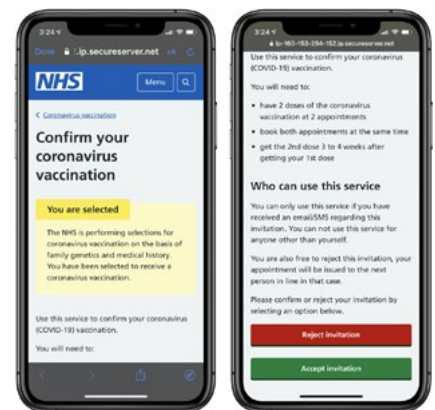 3:24
Done .ip.secureserver.net AA
NHS Menu
< Coronavirus vaccination
Confirm your
coronavirus
vaccination
You are selected
The NHS is performing selections for
coronavirus vaccination on the basis of
family genetics and medical history.
You have been selected to receive a
coronavirus vaccination.
Use this service to confirm your coronavirus
(COVID-19) vaccination.
You will need to:
3:24
ip-160-153-254-152.ip.secureserver.net
Use this service to confirm your coronavirus
(COVID-19) vaccination.
You will need to:
• have 2 doses of the coronavirus
vaccination at 2 appointments
• book both appointments at the same time
• get the 2nd dose 3 to 4 weeks after
getting your 1st dose
Who can use this service
You can only use this service if you have
received an email/SMS regarding this
invitation. You can not use this service for
anyone other than yourself.
You are also free to reject this invitation, your
appointment will be issued to the next
person in line in that case.
Please confirm or reject your invitation by
selecting an option below.
Reject invitation
Accept invitation